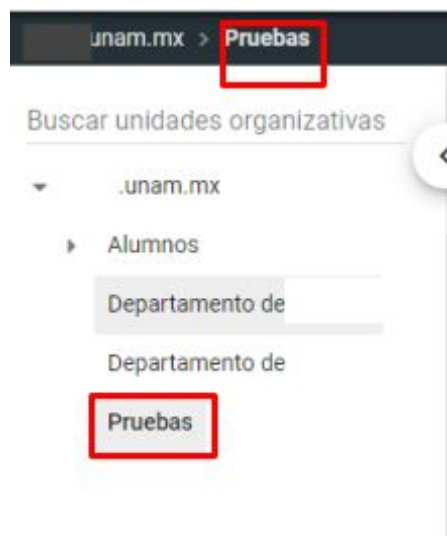 unam.mx > Pruebas
Buscar unidades organizativas
.unam.mx
Alumnos
Departamento de
Departamento de
Pruebas